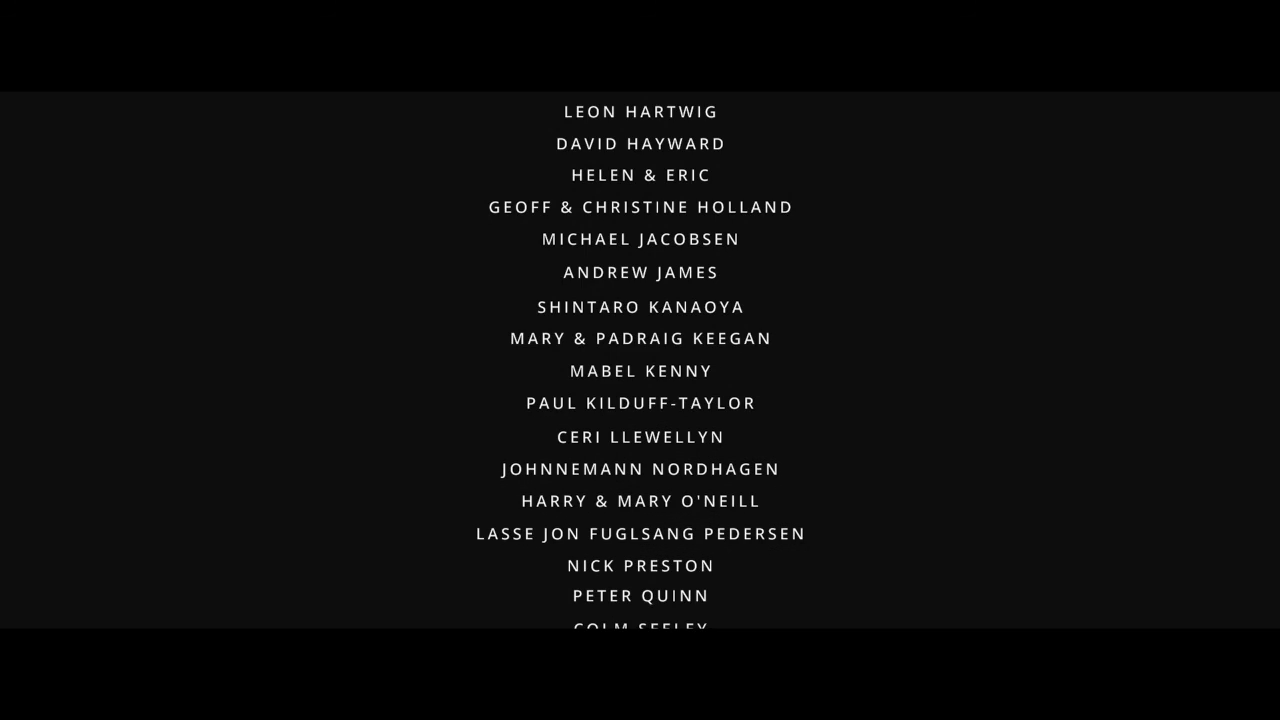 LEON HARTWIG
DAVID HAYWARD
HELEN & ERIC
GEOFF & CHRISTINE HOLLAND
MICHAEL JACOBSEN
ANDREW JAMES
SHINTARO KANAOYA
MARY & PADRAIG KEEGAN
MABEL KENNY
PAUL KILDUFF-TAYLOR
CERI LLEWELLYN
JOHNNEMANN NORDHAGEN
HARRY & MARY O'NEILL
LASSE JON FUGLSANG PEDERSEN
NICK PRESTON
PETER QUINN
COLM SEELEY